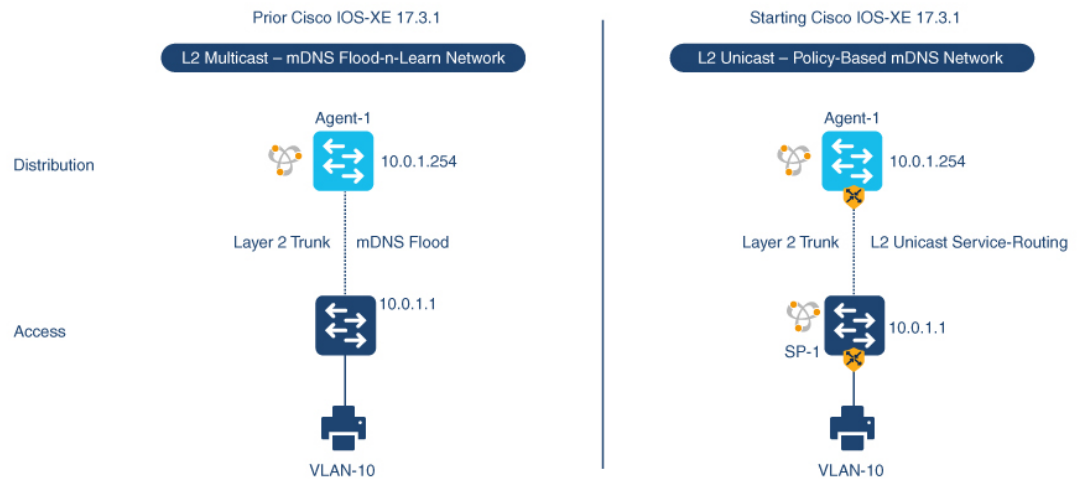 Prior Cisco IOS-XE 17.3.1
L2 Multicast – mDNS Flood-n-Learn Network
Agent-1
Distribution
10.0.1.254
Layer 2 Trunk
mDNS Flood
10.0.1.1
Access
VLAN-10
Starting Cisco IOS-XE 17.3.1
L2 Unicast – Policy-Based mDNS Network
Agent-1
10.0.1.254
Layer 2 Trunk
L2 Unicast Service-Routing
10.0.1.1
SP-1
VLAN-10